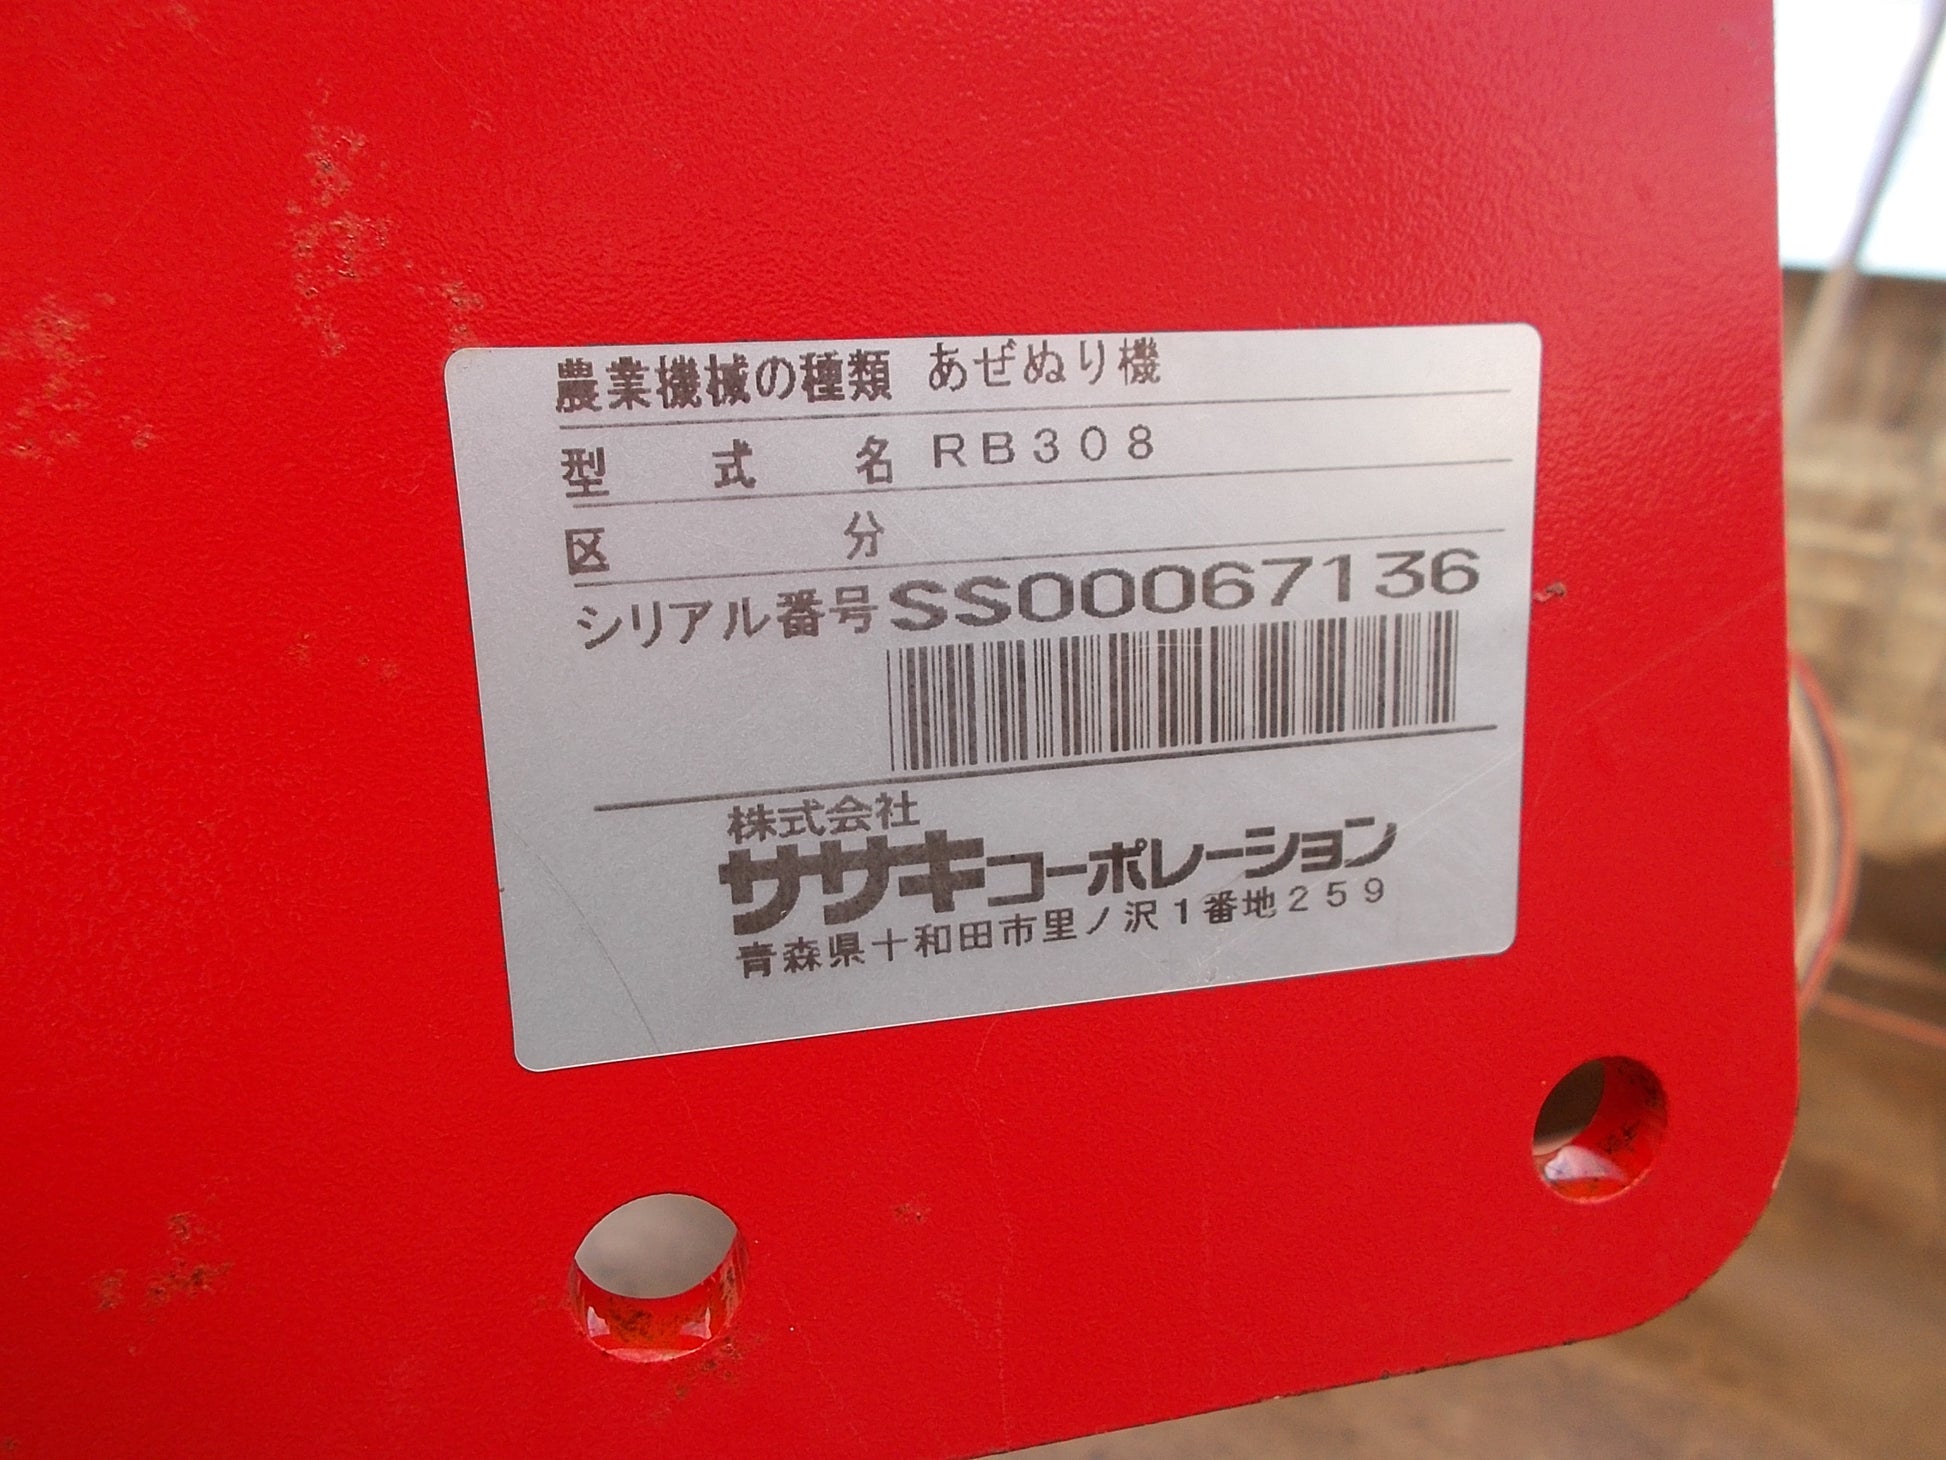 農業機械の種類 あぜぬり機
型式名 RB308
区分
シリアル番号 SS00067136
株式会社
ササキコーポレーション
青森県十和田市里ノ沢1番地259